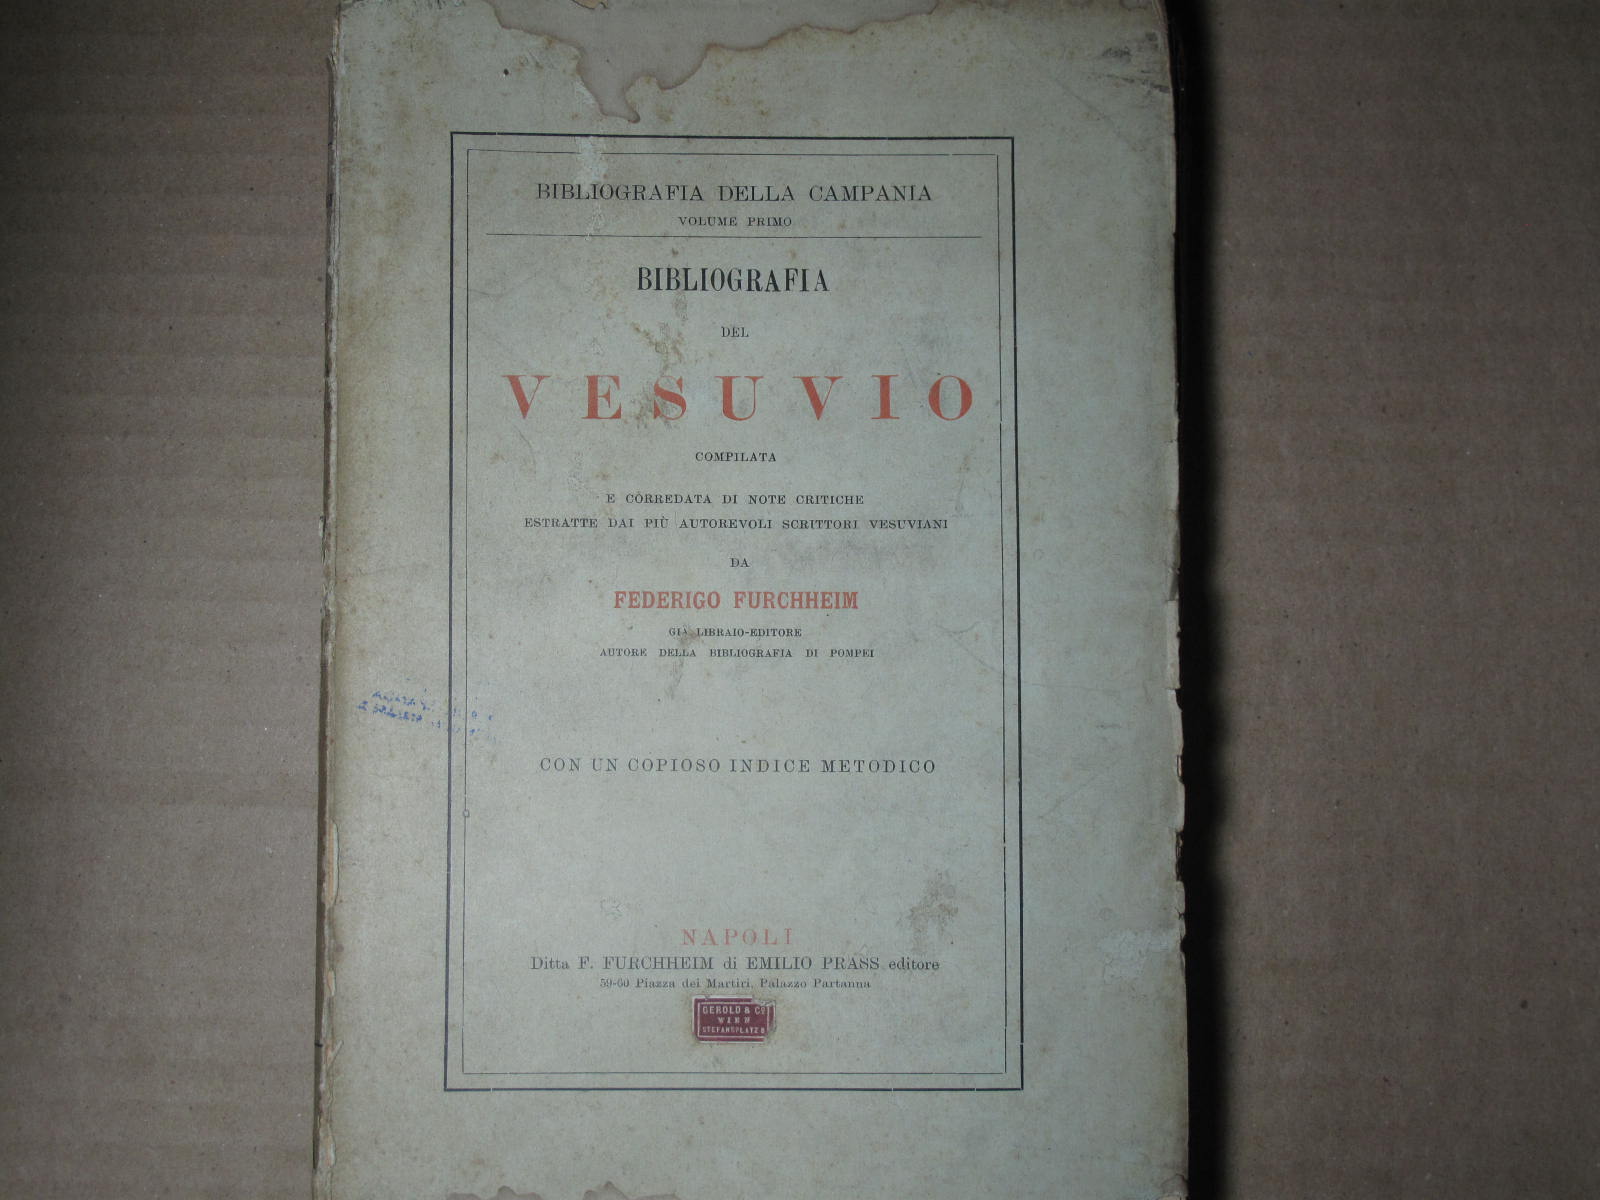 BIBLIOGRAFIA DELLA CAMPANIA
VOLUME PRIMO
BIBLIOGRAFIA
DEL
VESUVIO
COMPILATA
E CORREDATA DI NOTE CRITICHE
ESTRATTE DAI PIÙ AUTOREVOLI SCRITTORI VESUVIANI
DA
FEDERIGO FURCHHEIM
GIÀ LIBRAIO-EDITORE
AUTORE DELLA BIBLIOGRAFIA DI POMPEI
CON UN COPIOSO INDICE METODICO
NAPOLI
Ditta F. FURCHHEIM di EMILIO PRASS editore
59-60 Piazza dei Martiri, Palazzo Partanna
GEROLD & Cº
WIEN
STEFANSPLATZ 8